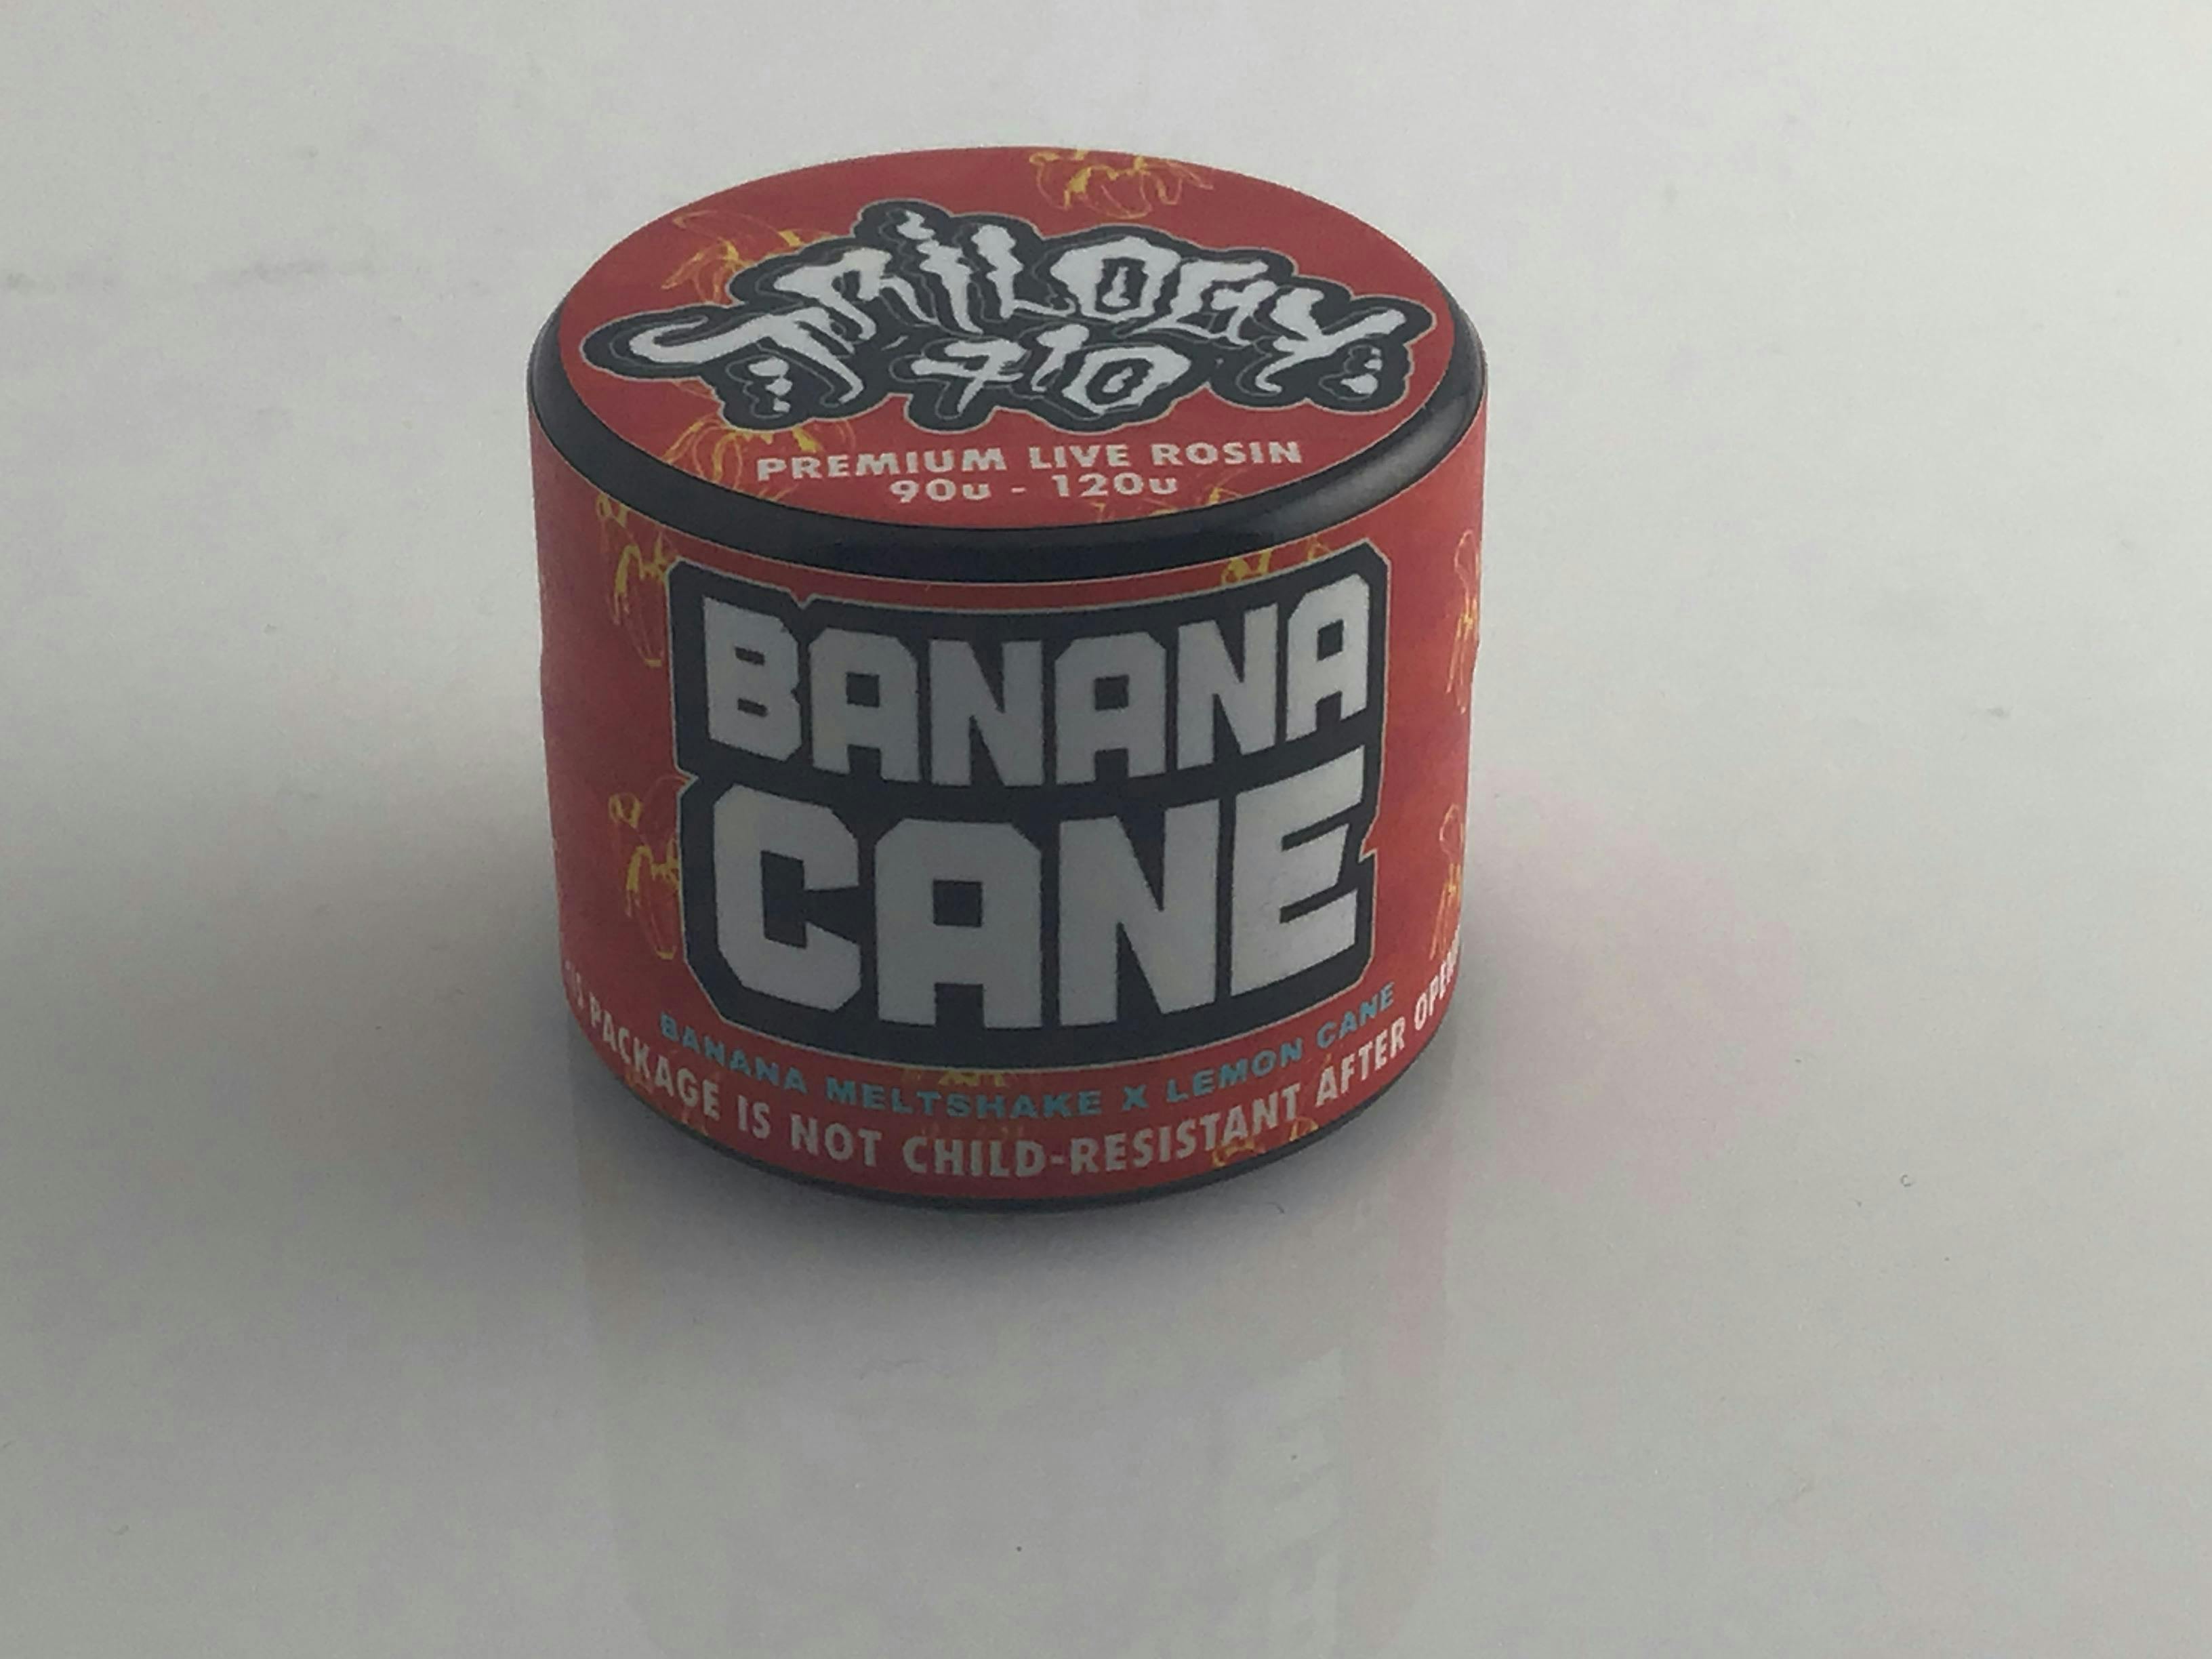 TRILOGY
710
PREMIUM LIVE ROSIN
90u - 120u
BANANA
CANE
BANANA MELTSHAKE X LEMON CANE
PACKAGE IS NOT CHILD-RESISTANT AFTER